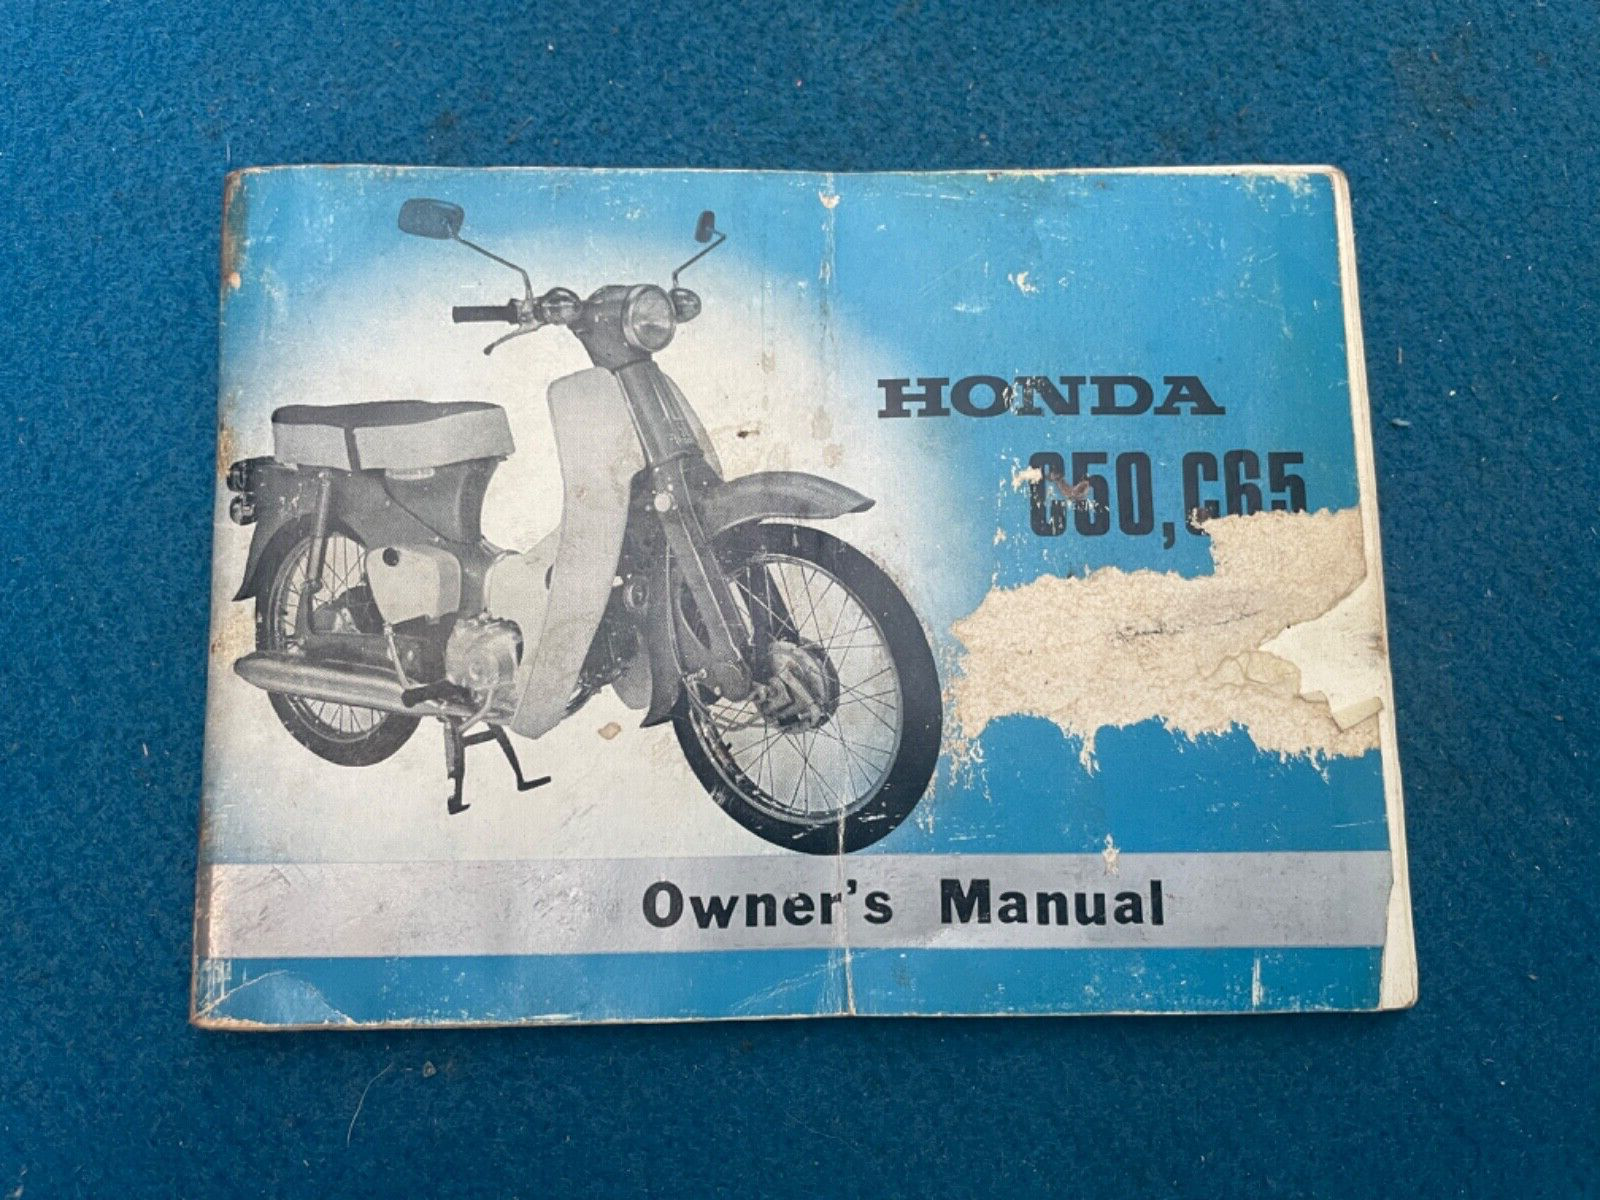 HONDA
C50, C65
Owner's Manual